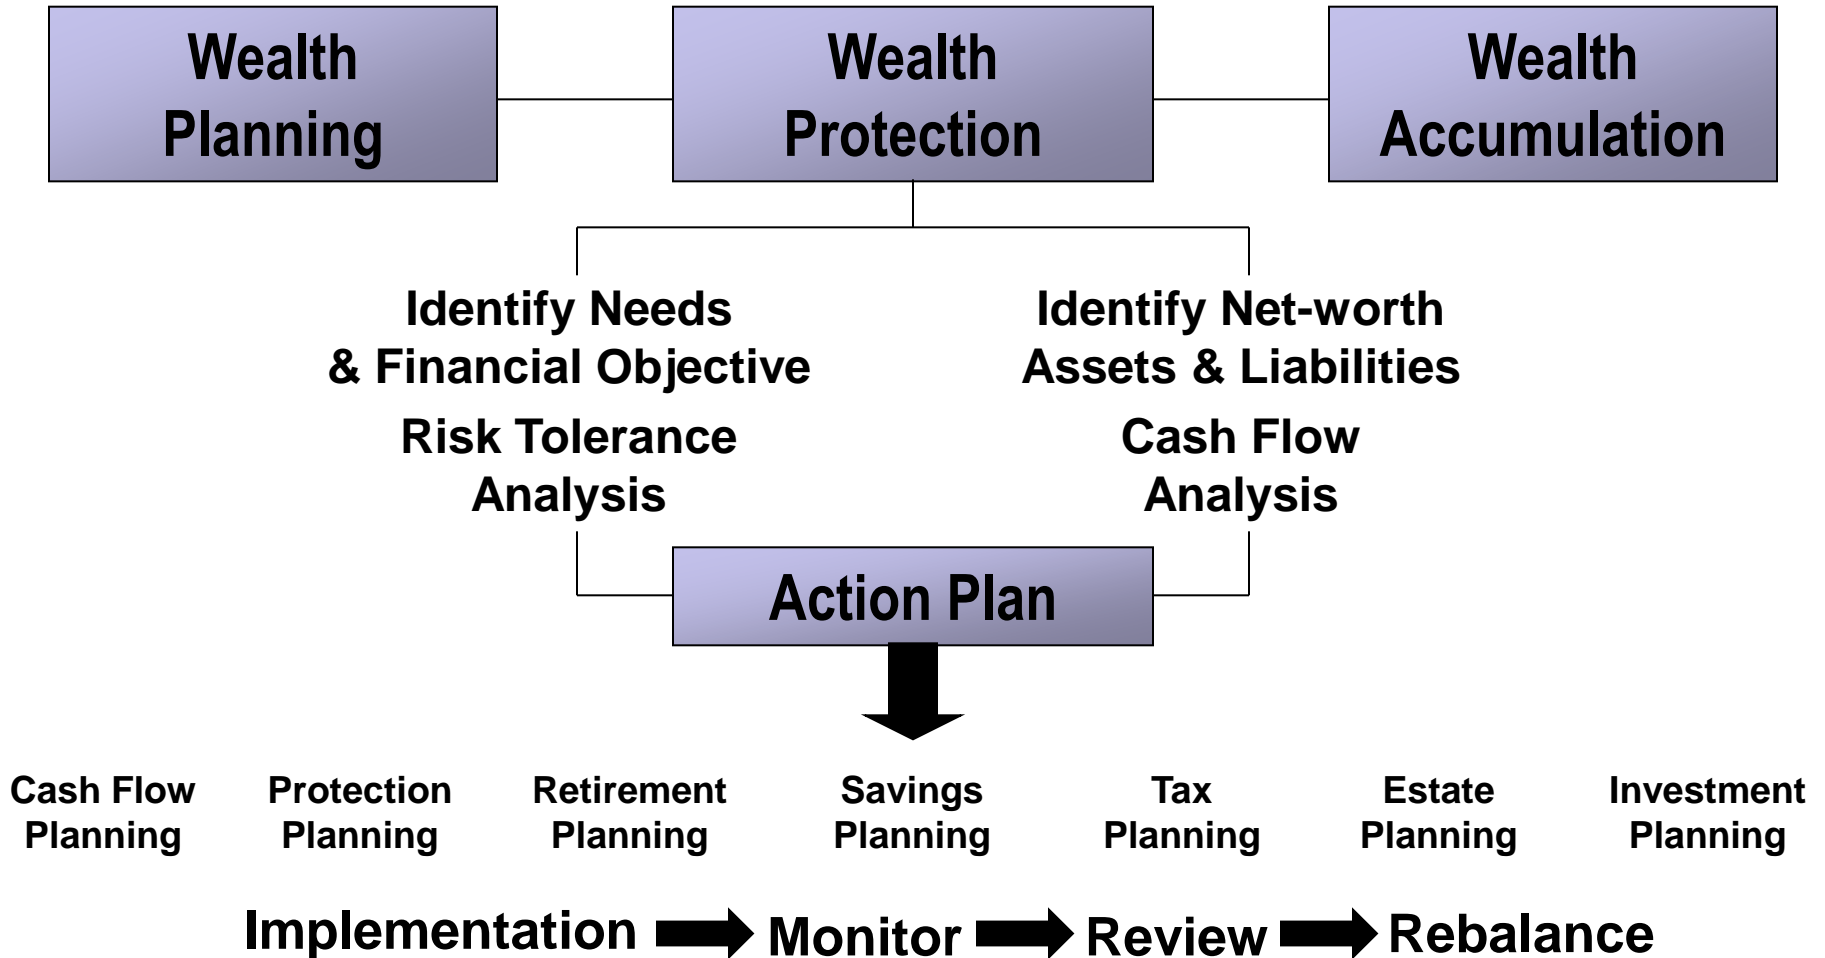 Wealth
Planning
Wealth
Protection
Wealth
Accumulation
Identify Needs
& Financial Objective
Risk Tolerance
Analysis
Identify Net-worth
Assets & Liabilities
Cash Flow
Analysis
Action Plan
Cash Flow
Planning
Protection
Planning
Retirement
Planning
Savings
Planning
Tax
Planning
Estate
Planning
Investment
Planning
Implementation
Monitor
Review
Rebalance